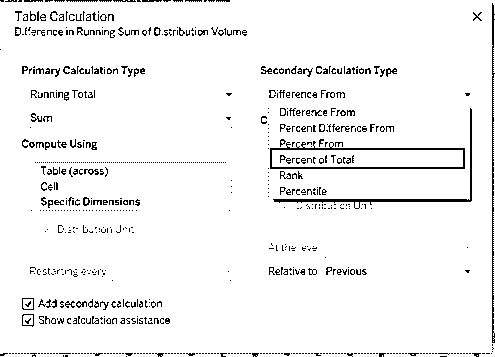 Table Calculation
Difference in Running Sum of Distribution Volume
Primary Calculation Type
Running Total
Sum
Compute Using
Table (across)
Cell
Specific Dimensions
Distribution Unit
Restarting every
Secondary Calculation Type
Difference From
Difference From
Percent Difference From
Percent From
Percent of Total
Rank
Percentile
Distribution Unit
At the level
Relative to Previous
Add secondary calculation
Show calculation assistance